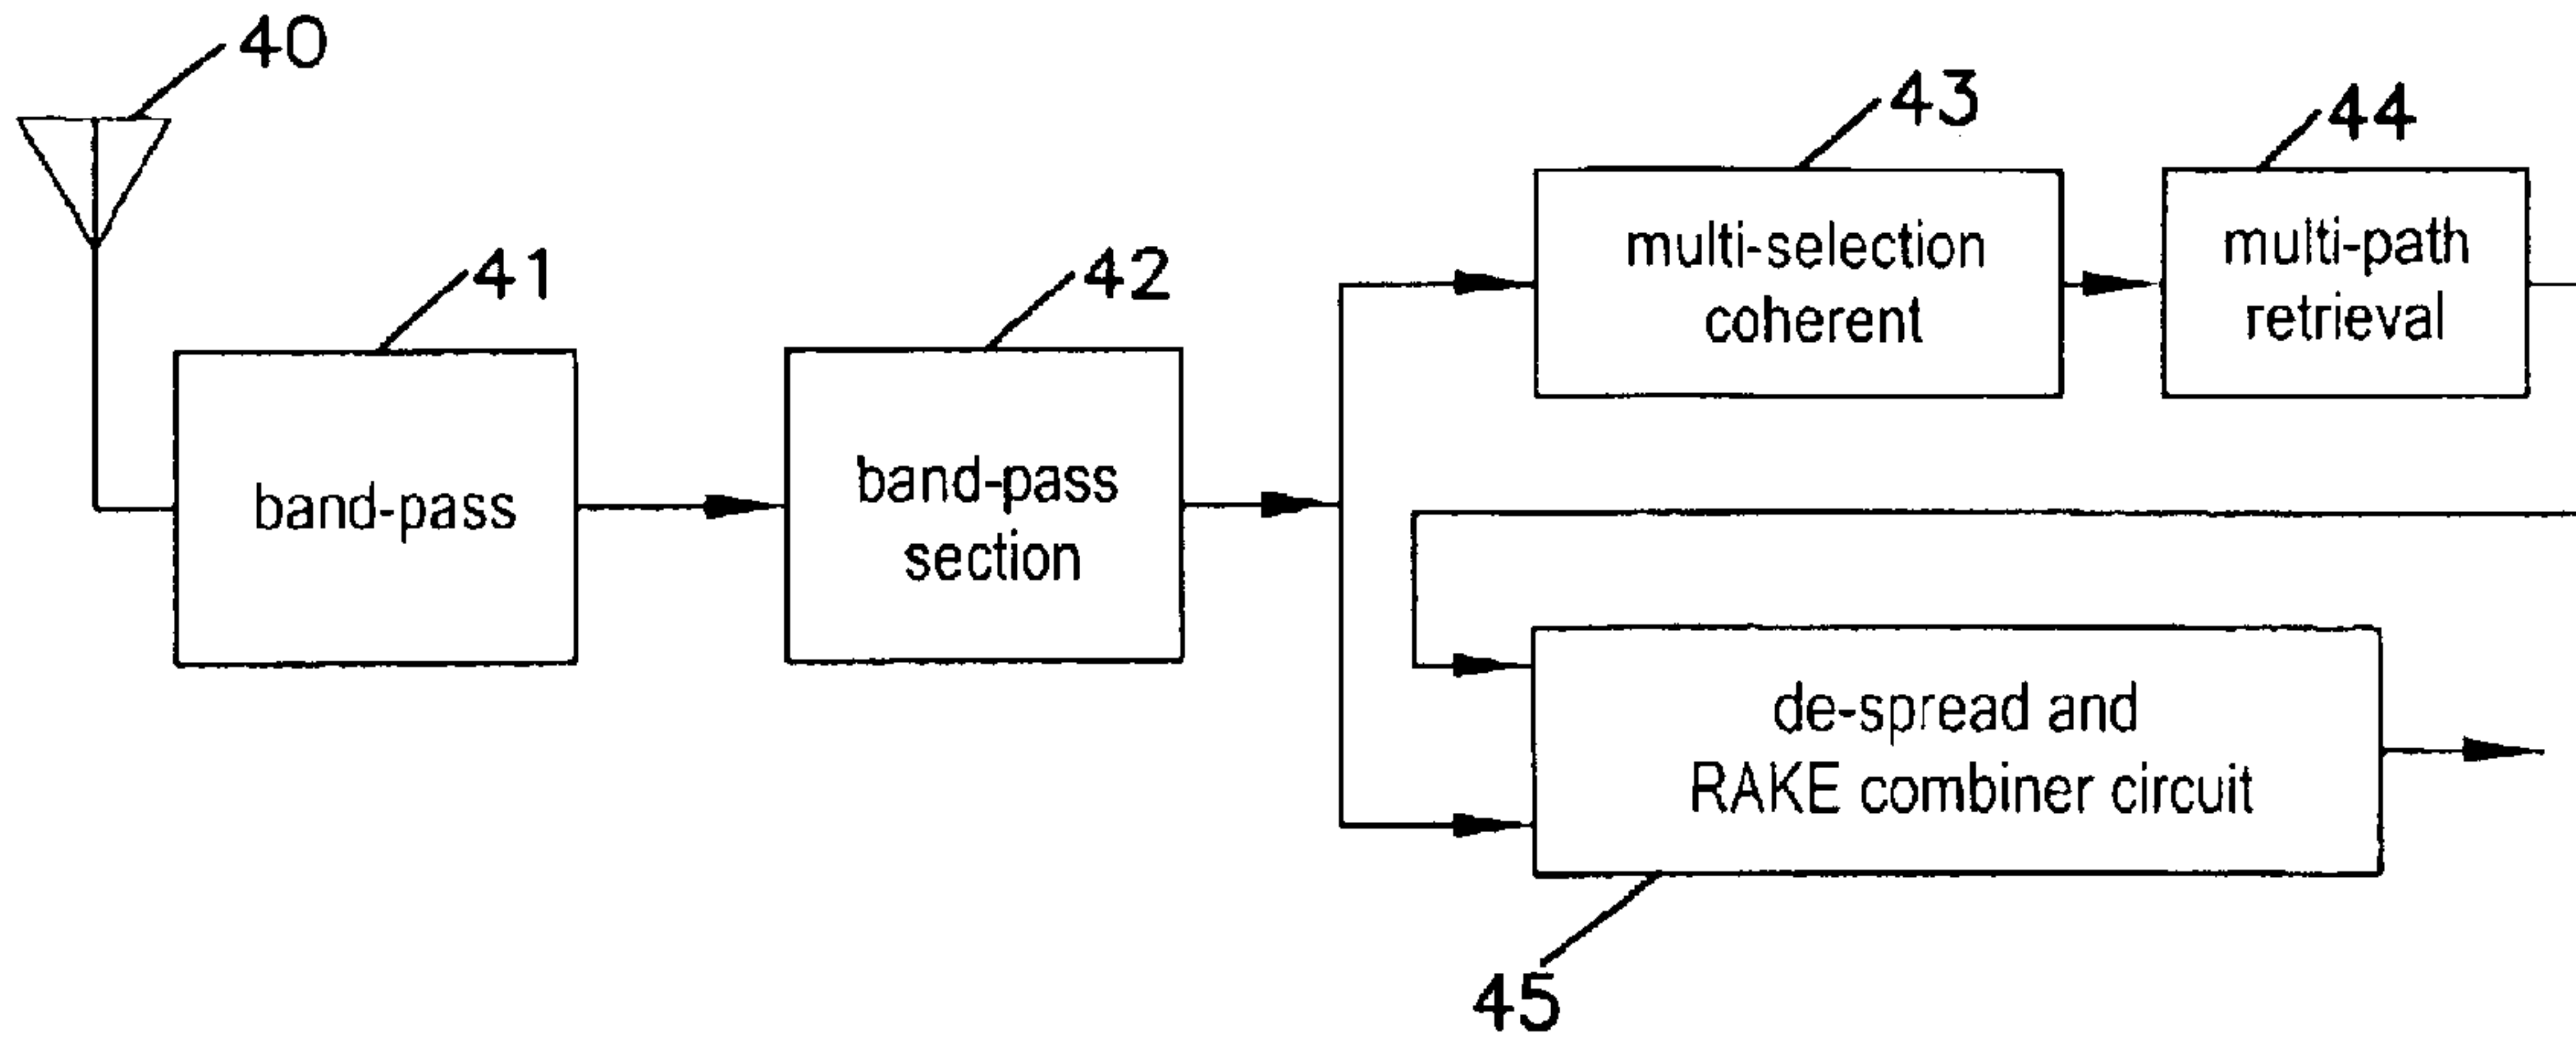 40
41
band-pass
42
band-pass
section
43
multi-selection
coherent
44
multi-path
retrieval
de-spread and
RAKE combiner circuit
45